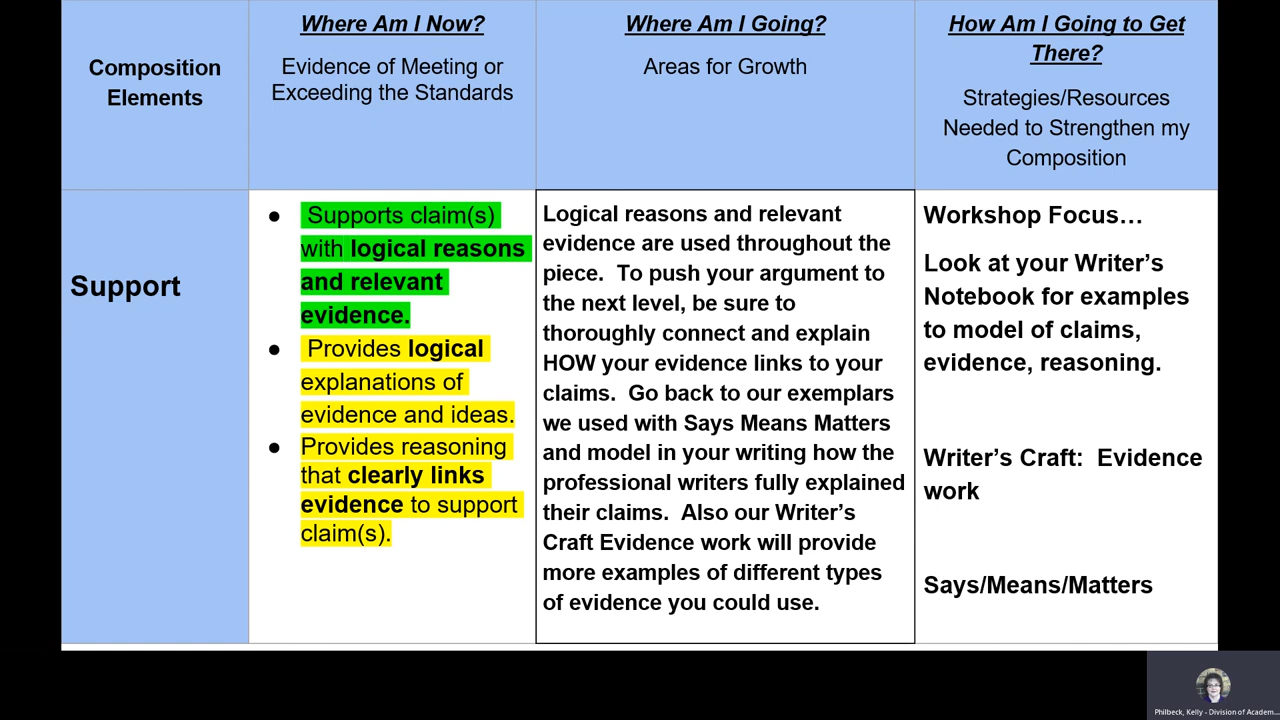 Composition
Elements
Where Am I Now?
Evidence of Meeting or
Exceeding the Standards
Where Am I Going?
Areas for Growth
How Am I Going to Get
There?
Strategies/Resources
Needed to Strengthen my
Composition
Support
● Supports claim(s)
with logical reasons
and relevant
evidence.
● Provides logical
explanations of
evidence and ideas.
● Provides reasoning
that clearly links
evidence to support
claim(s).
Logical reasons and relevant
evidence are used throughout the
piece. To push your argument to
the next level, be sure to
thoroughly connect and explain
HOW your evidence links to your
claims. Go back to our exemplars
we used with Says Means Matters
and model in your writing how the
professional writers fully explained
their claims. Also our Writer’s
Craft Evidence work will provide
more examples of different types
of evidence you could use.
Workshop Focus…
Look at your Writer’s
Notebook for examples
to model of claims,
evidence, reasoning.
Writer’s Craft: Evidence
work
Says/Means/Matters
Philbeck, Kelly - Division of Academ...